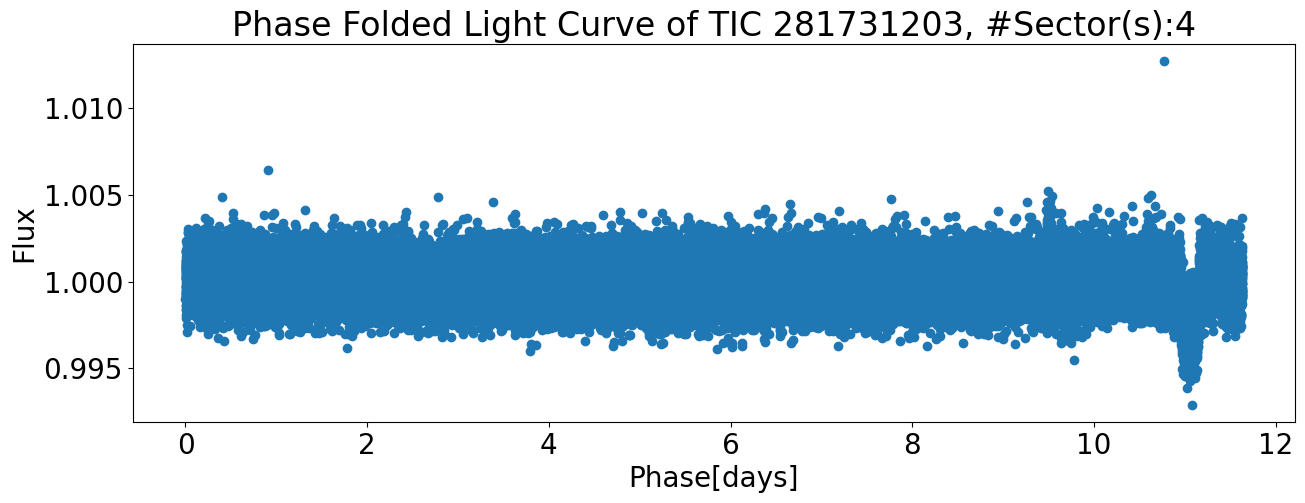 Phase Folded Light Curve of TIC 281731203, #Sector(s):4
Flux
1.010
1.005
1.000
0.995
0 2 4 6 8 10 12
Phase[days]